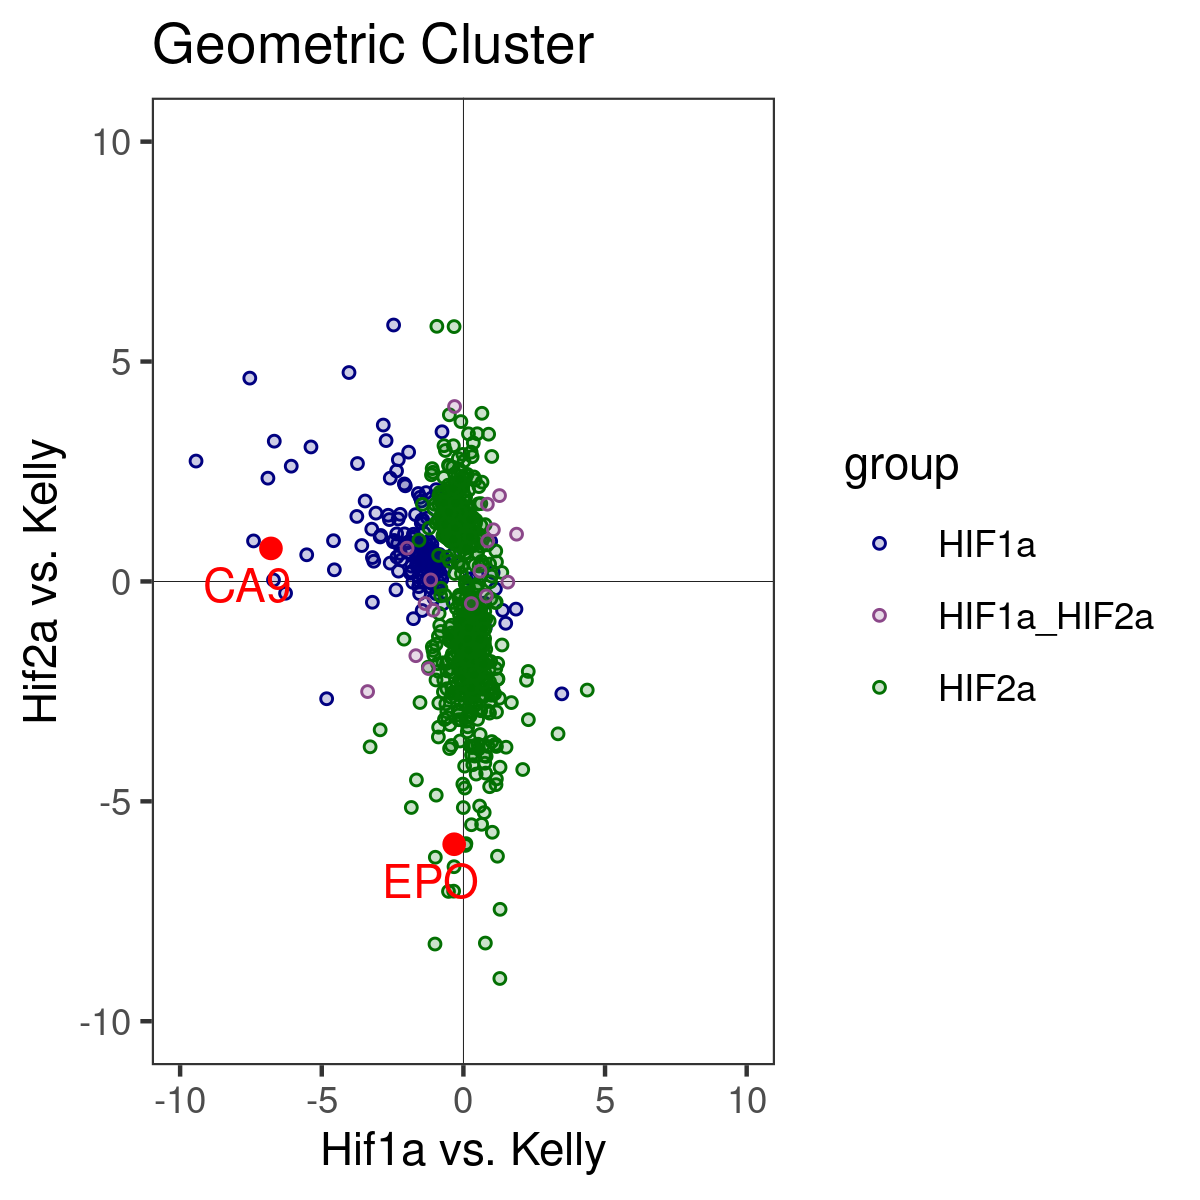 Geometric Cluster
10
5
0
-5
-10
Hif2a vs. Kelly
CA9
EPO
-10
-5
0
5
10
Hif1a vs. Kelly
group
HIF1a
HIF1a_HIF2a
HIF2a